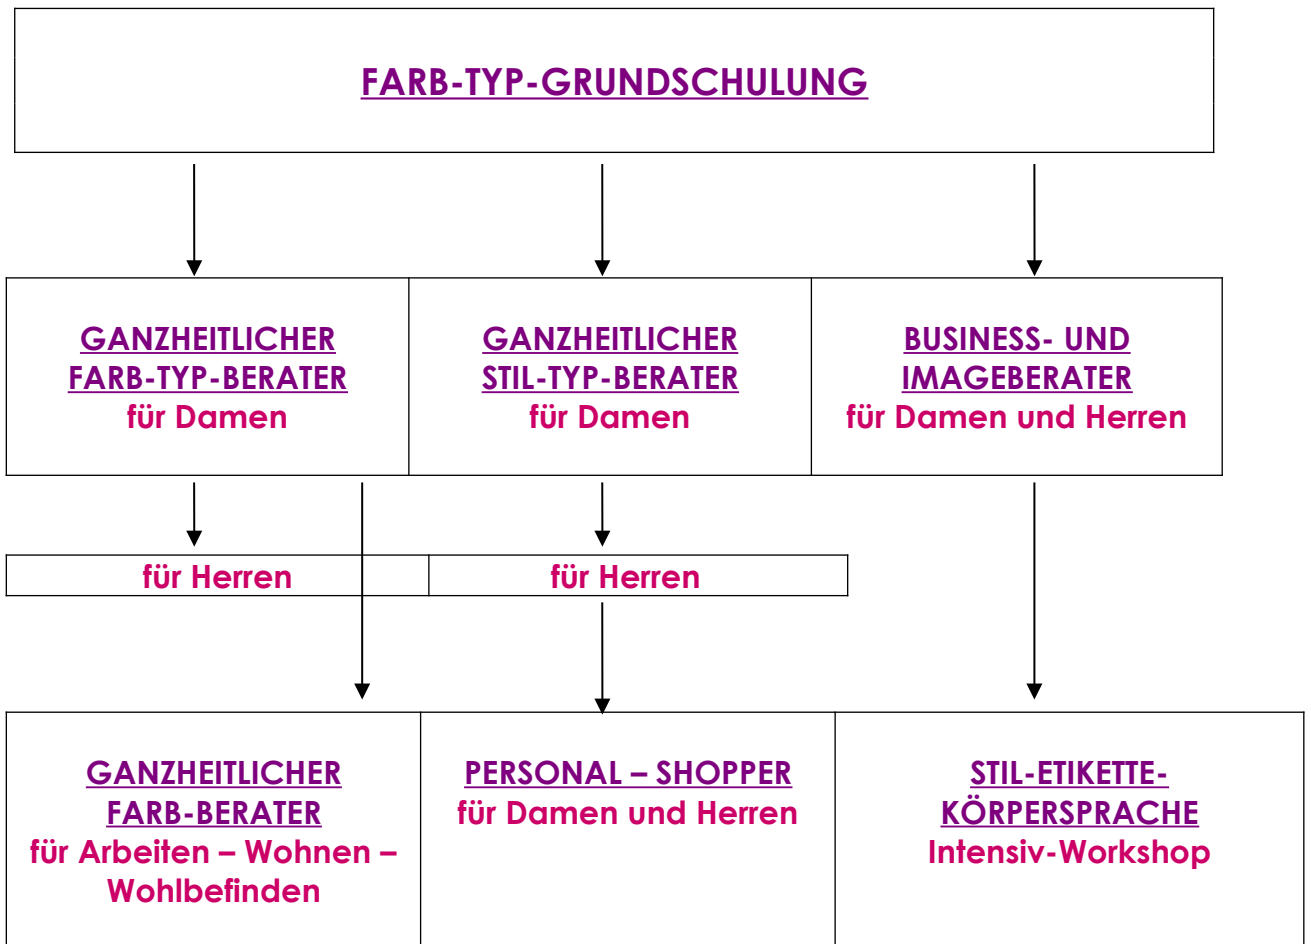 FARB-TYP-GRUNDSCHULUNG
GANZHEITLICHER
FARB-TYP-BERATER
für Damen
GANZHEITLICHER
STIL-TYP-BERATER
für Damen
BUSINESS- UND
IMAGEBERATER
für Damen und Herren
für Herren
für Herren
GANZHEITLICHER
FARB-BERATER
für Arbeiten – Wohnen –
Wohlbefinden
PERSONAL – SHOPPER
für Damen und Herren
STIL-ETIKETTE-
KÖRPERSPRACHE
Intensiv-Workshop